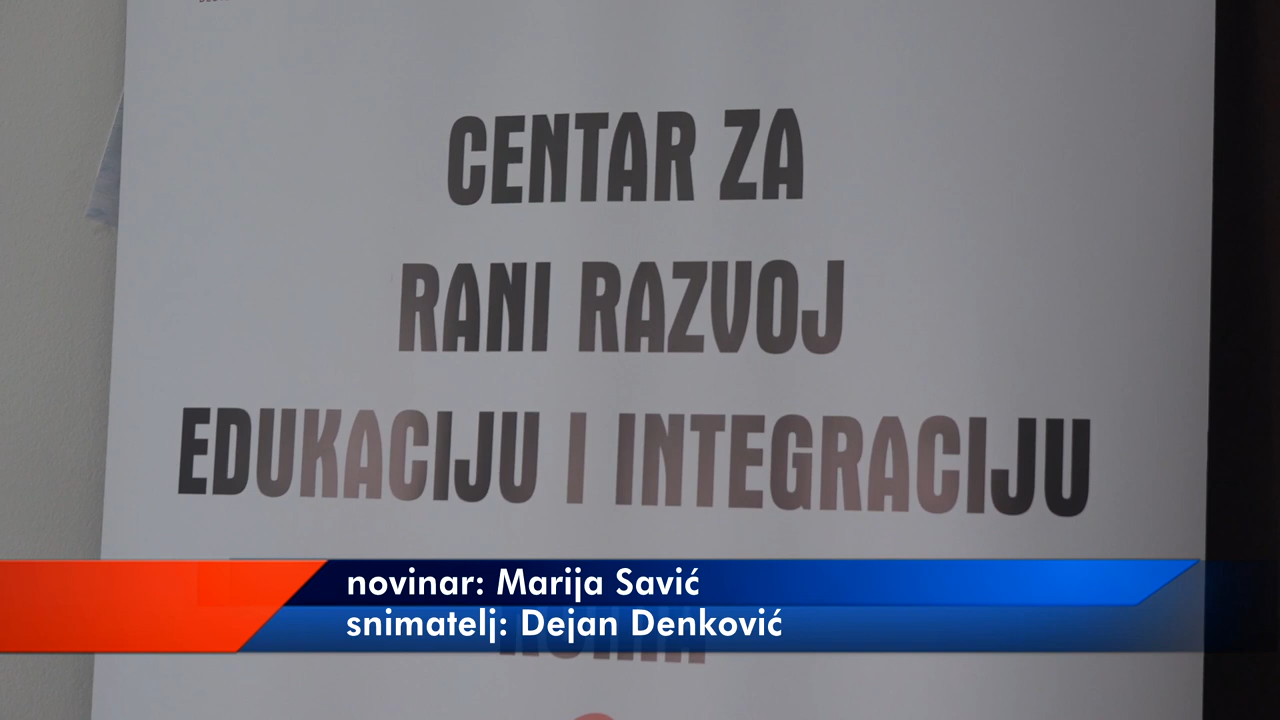 CENTAR ZA
RANI RAZVOJ
EDUKACIJU I INTEGRACIJU
novinar: Marija Savić
snimatelj: Dejan Denković